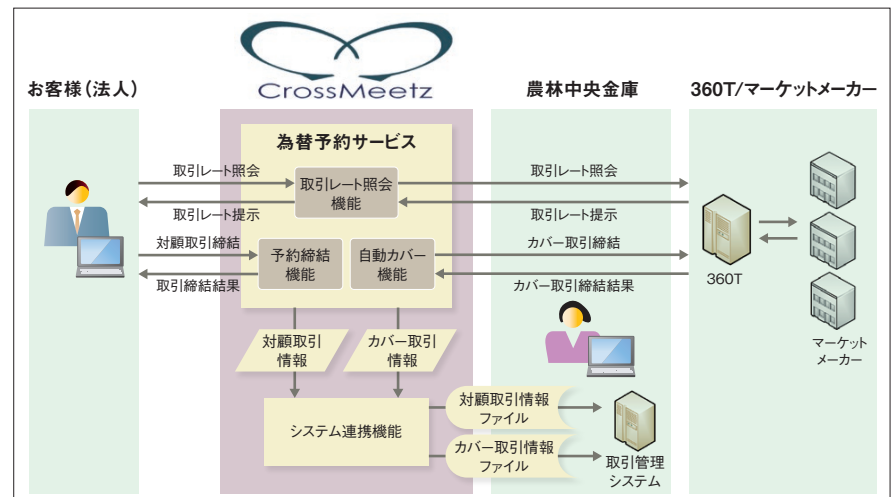 CrossMeetz
お客様（法人）
農林中央金庫
360T/マーケットメーカー
為替予約サービス
取引レート照会
取引レート照会
機能
取引レート照会
取引レート提示
取引レート提示
対顧取引締結
予約締結
機能
自動カバー
機能
カバー取引締結
取引締結結果
カバー取引締結結果
360T
マーケット
メーカー
対顧取引
情報
カバー取引
情報
システム連携機能
対顧取引情報
ファイル
カバー取引情報
ファイル
取引管理
システム